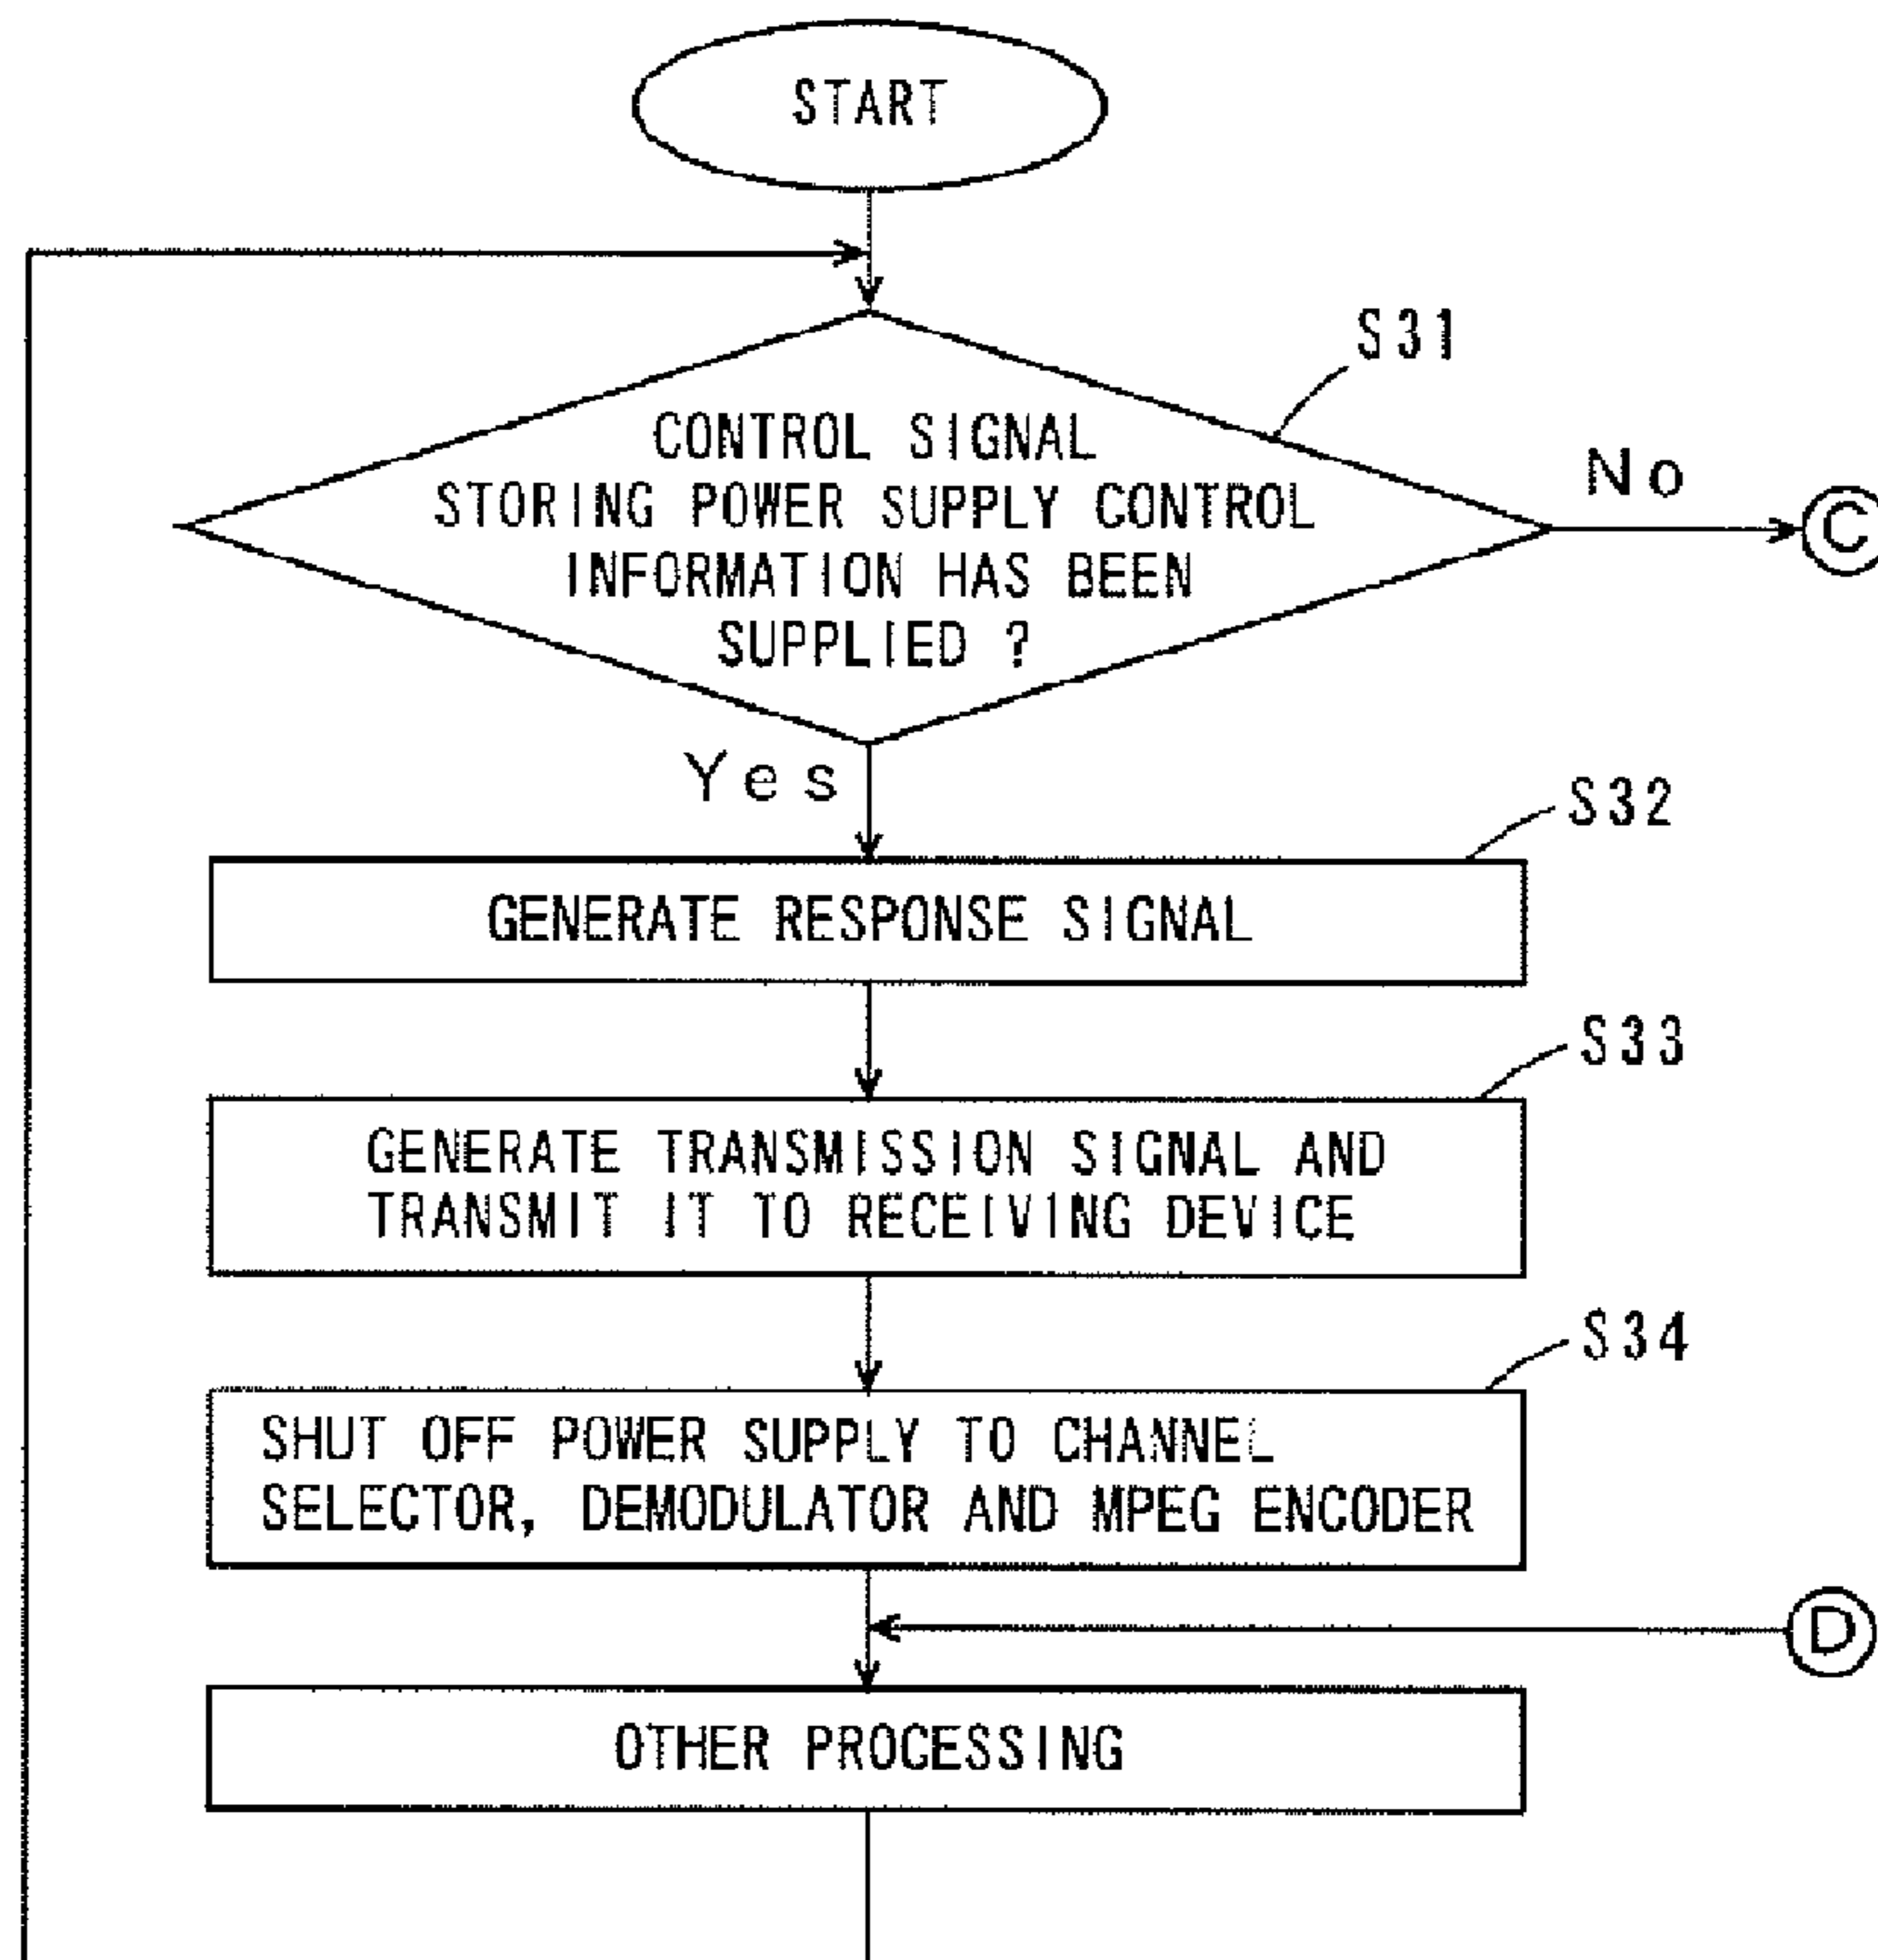 START
S31
CONTROL SIGNAL
STORING POWER SUPPLY CONTROL
INFORMATION HAS BEEN
SUPPLIED ?
No
C
Yes
S32
GENERATE RESPONSE SIGNAL
S33
GENERATE TRANSMISSION SIGNAL AND
TRANSMIT IT TO RECEIVING DEVICE
S34
SHUT OFF POWER SUPPLY TO CHANNEL
SELECTOR, DEMODULATOR AND MPEG ENCODER
D
OTHER PROCESSING